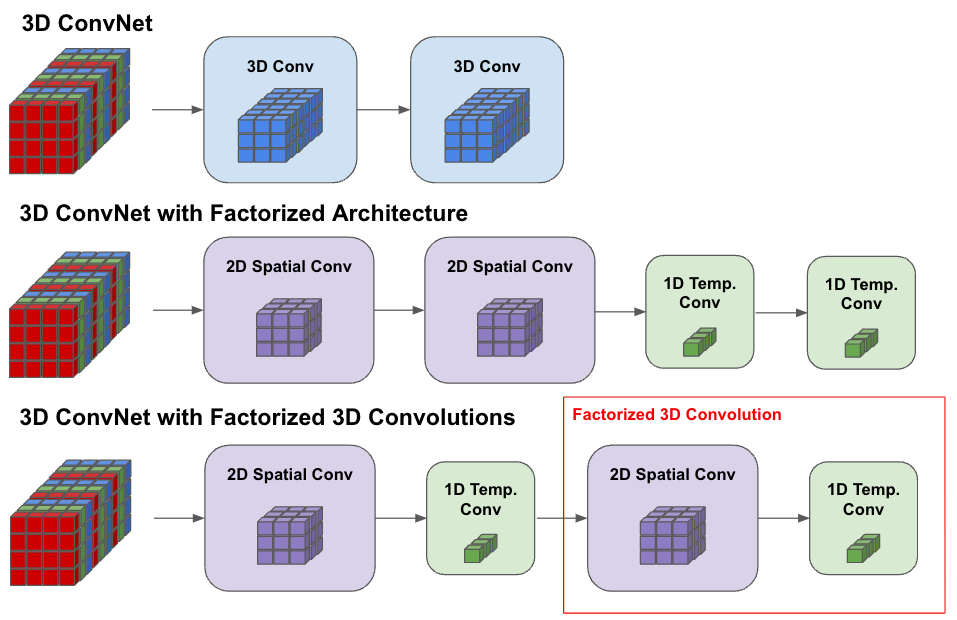 3D ConvNet
3D Conv
3D Conv
3D ConvNet with Factorized Architecture
2D Spatial Conv
2D Spatial Conv
1D Temp.
Conv
1D Temp.
Conv
3D ConvNet with Factorized 3D Convolutions
Factorized 3D Convolution
2D Spatial Conv
1D Temp.
Conv
2D Spatial Conv
1D Temp.
Conv